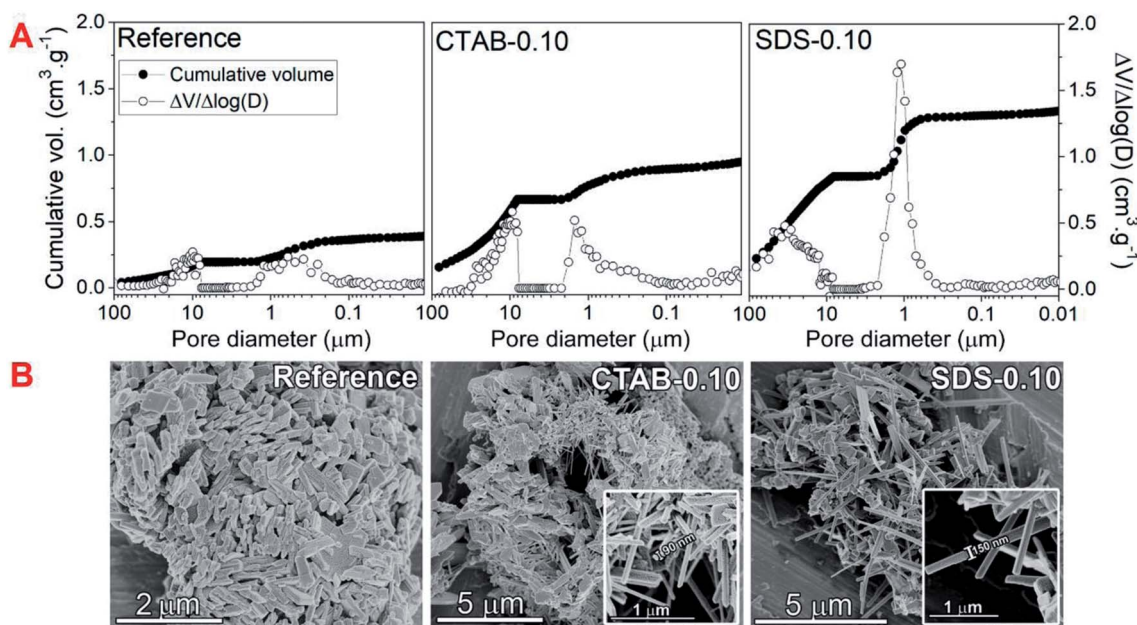 A
Reference
CTAB-0.10
SDS-0.10
Cumulative volume
ΔV/Δlog(D)
Cumulative vol. (cm³.g⁻¹)
2.0
1.5
1.0
0.5
0.0
ΔV/Δlog(D) (cm³.g⁻¹)
2.0
1.5
1.0
0.5
0.0
100 10 1 0.1 100 10 1 0.1 100 10 1 0.1 0.01
Pore diameter (μm) Pore diameter (μm) Pore diameter (μm)
B
Reference
CTAB-0.10
SDS-0.10
90 nm
150 nm
2 μm
5 μm
1 μm
5 μm
1 μm